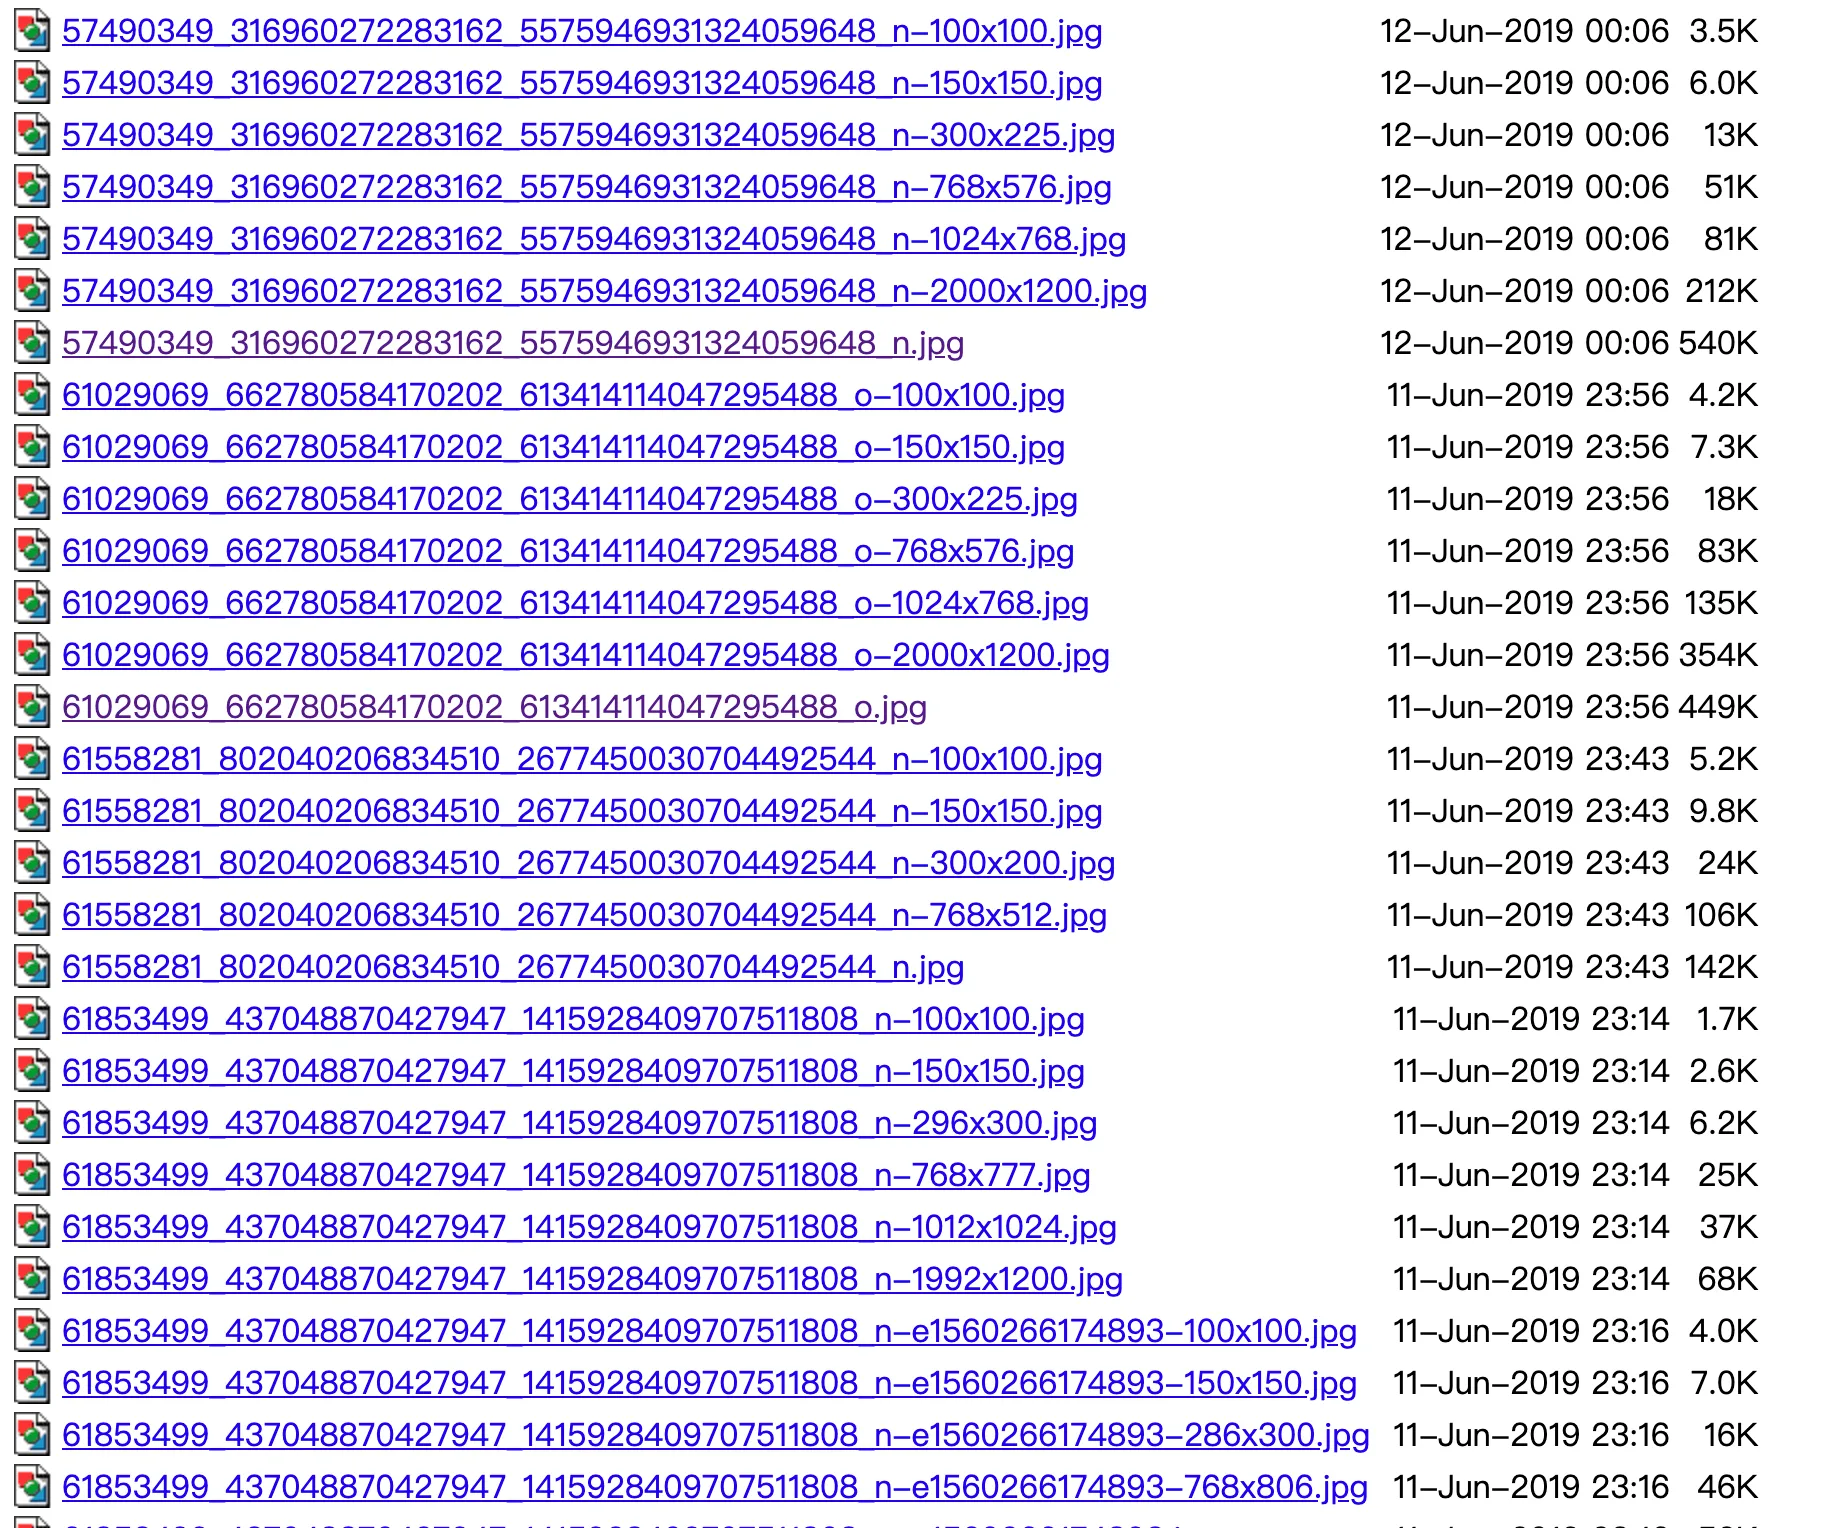 57490349_316960272283162_5575946931324059648_n-100x100.jpg 12-Jun-2019 00:06 3.5K
57490349_316960272283162_5575946931324059648_n-150x150.jpg 12-Jun-2019 00:06 6.0K
57490349_316960272283162_5575946931324059648_n-300x225.jpg 12-Jun-2019 00:06 13K
57490349_316960272283162_5575946931324059648_n-768x576.jpg 12-Jun-2019 00:06 51K
57490349_316960272283162_5575946931324059648_n-1024x768.jpg 12-Jun-2019 00:06 81K
57490349_316960272283162_5575946931324059648_n-2000x1200.jpg 12-Jun-2019 00:06 212K
57490349_316960272283162_5575946931324059648_n.jpg 12-Jun-2019 00:06 540K
61029069_662780584170202_613414114047295488_o-100x100.jpg 11-Jun-2019 23:56 4.2K
61029069_662780584170202_613414114047295488_o-150x150.jpg 11-Jun-2019 23:56 7.3K
61029069_662780584170202_613414114047295488_o-300x225.jpg 11-Jun-2019 23:56 18K
61029069_662780584170202_613414114047295488_o-768x576.jpg 11-Jun-2019 23:56 83K
61029069_662780584170202_613414114047295488_o-1024x768.jpg 11-Jun-2019 23:56 135K
61029069_662780584170202_613414114047295488_o-2000x1200.jpg 11-Jun-2019 23:56 354K
61029069_662780584170202_613414114047295488_o.jpg 11-Jun-2019 23:56 449K
61558281_802040206834510_2677450030704492544_n-100x100.jpg 11-Jun-2019 23:43 5.2K
61558281_802040206834510_2677450030704492544_n-150x150.jpg 11-Jun-2019 23:43 9.8K
61558281_802040206834510_2677450030704492544_n-300x200.jpg 11-Jun-2019 23:43 24K
61558281_802040206834510_2677450030704492544_n-768x512.jpg 11-Jun-2019 23:43 106K
61558281_802040206834510_2677450030704492544_n.jpg 11-Jun-2019 23:43 142K
61853499_437048870427947_1415928409707511808_n-100x100.jpg 11-Jun-2019 23:14 1.7K
61853499_437048870427947_1415928409707511808_n-150x150.jpg 11-Jun-2019 23:14 2.6K
61853499_437048870427947_1415928409707511808_n-296x300.jpg 11-Jun-2019 23:14 6.2K
61853499_437048870427947_1415928409707511808_n-768x777.jpg 11-Jun-2019 23:14 25K
61853499_437048870427947_1415928409707511808_n-1012x1024.jpg 11-Jun-2019 23:14 37K
61853499_437048870427947_1415928409707511808_n-1992x1200.jpg 11-Jun-2019 23:14 68K
61853499_437048870427947_1415928409707511808_n-e1560266174893-100x100.jpg 11-Jun-2019 23:16 4.0K
61853499_437048870427947_1415928409707511808_n-e1560266174893-150x150.jpg 11-Jun-2019 23:16 7.0K
61853499_437048870427947_1415928409707511808_n-e1560266174893-286x300.jpg 11-Jun-2019 23:16 16K
61853499_437048870427947_1415928409707511808_n-e1560266174893-768x806.jpg 11-Jun-2019 23:16 46K